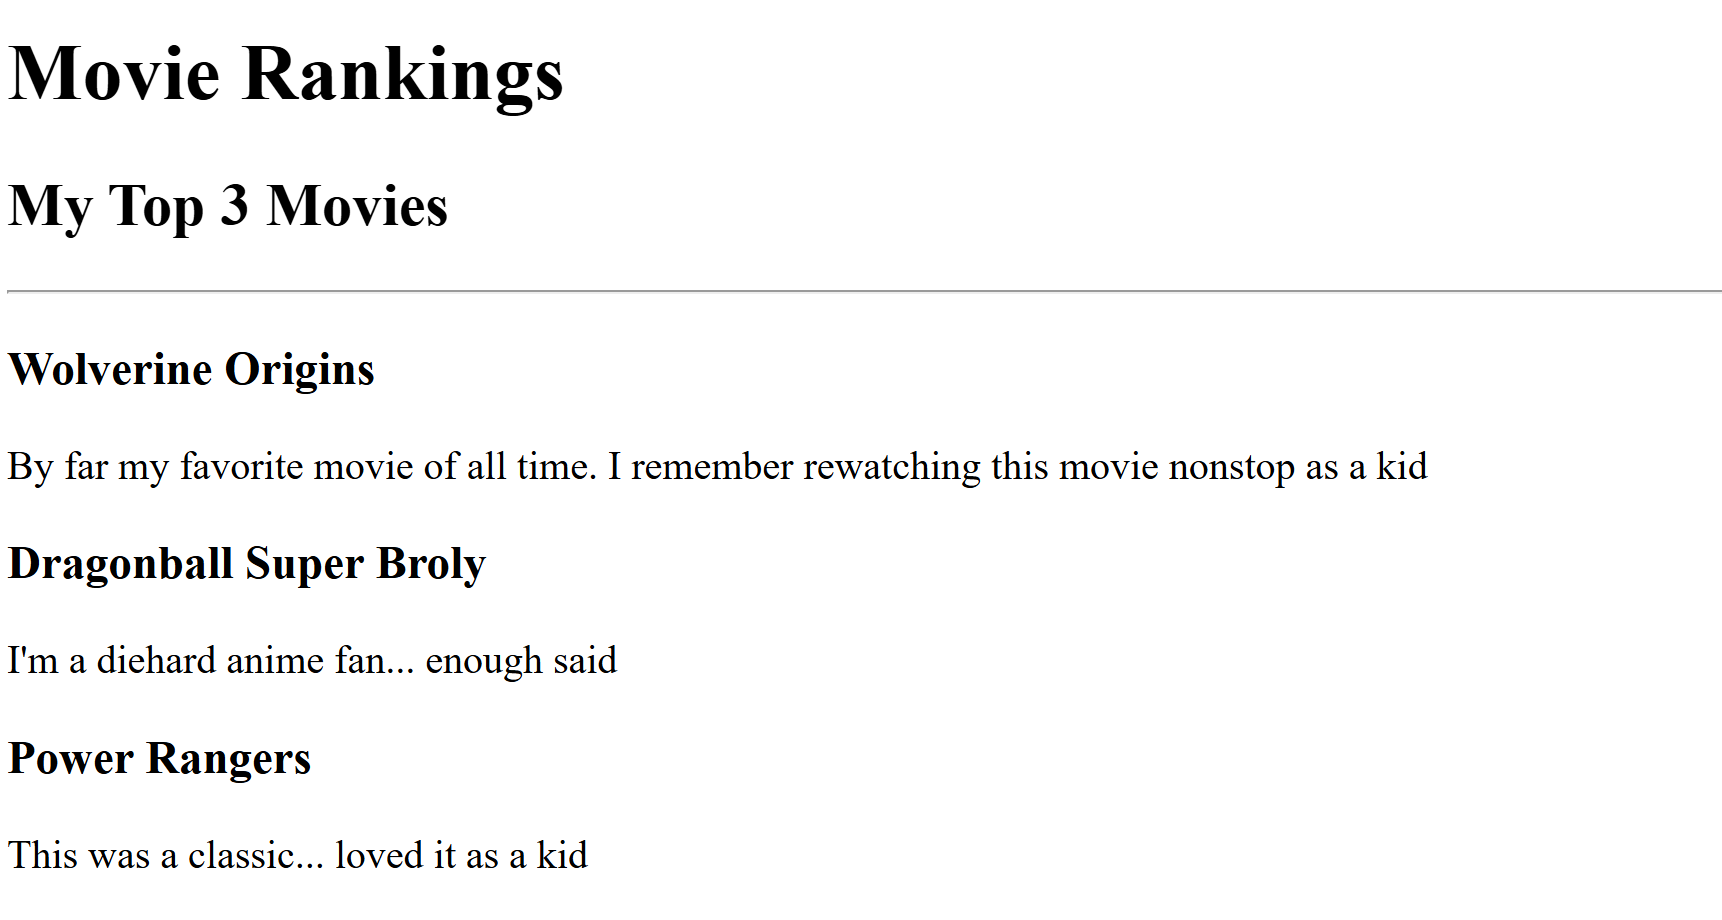 Movie Rankings
My Top 3 Movies
Wolverine Origins
By far my favorite movie of all time. I remember rewatching this movie nonstop as a kid
Dragonball Super Broly
I'm a diehard anime fan... enough said
Power Rangers
This was a classic... loved it as a kid